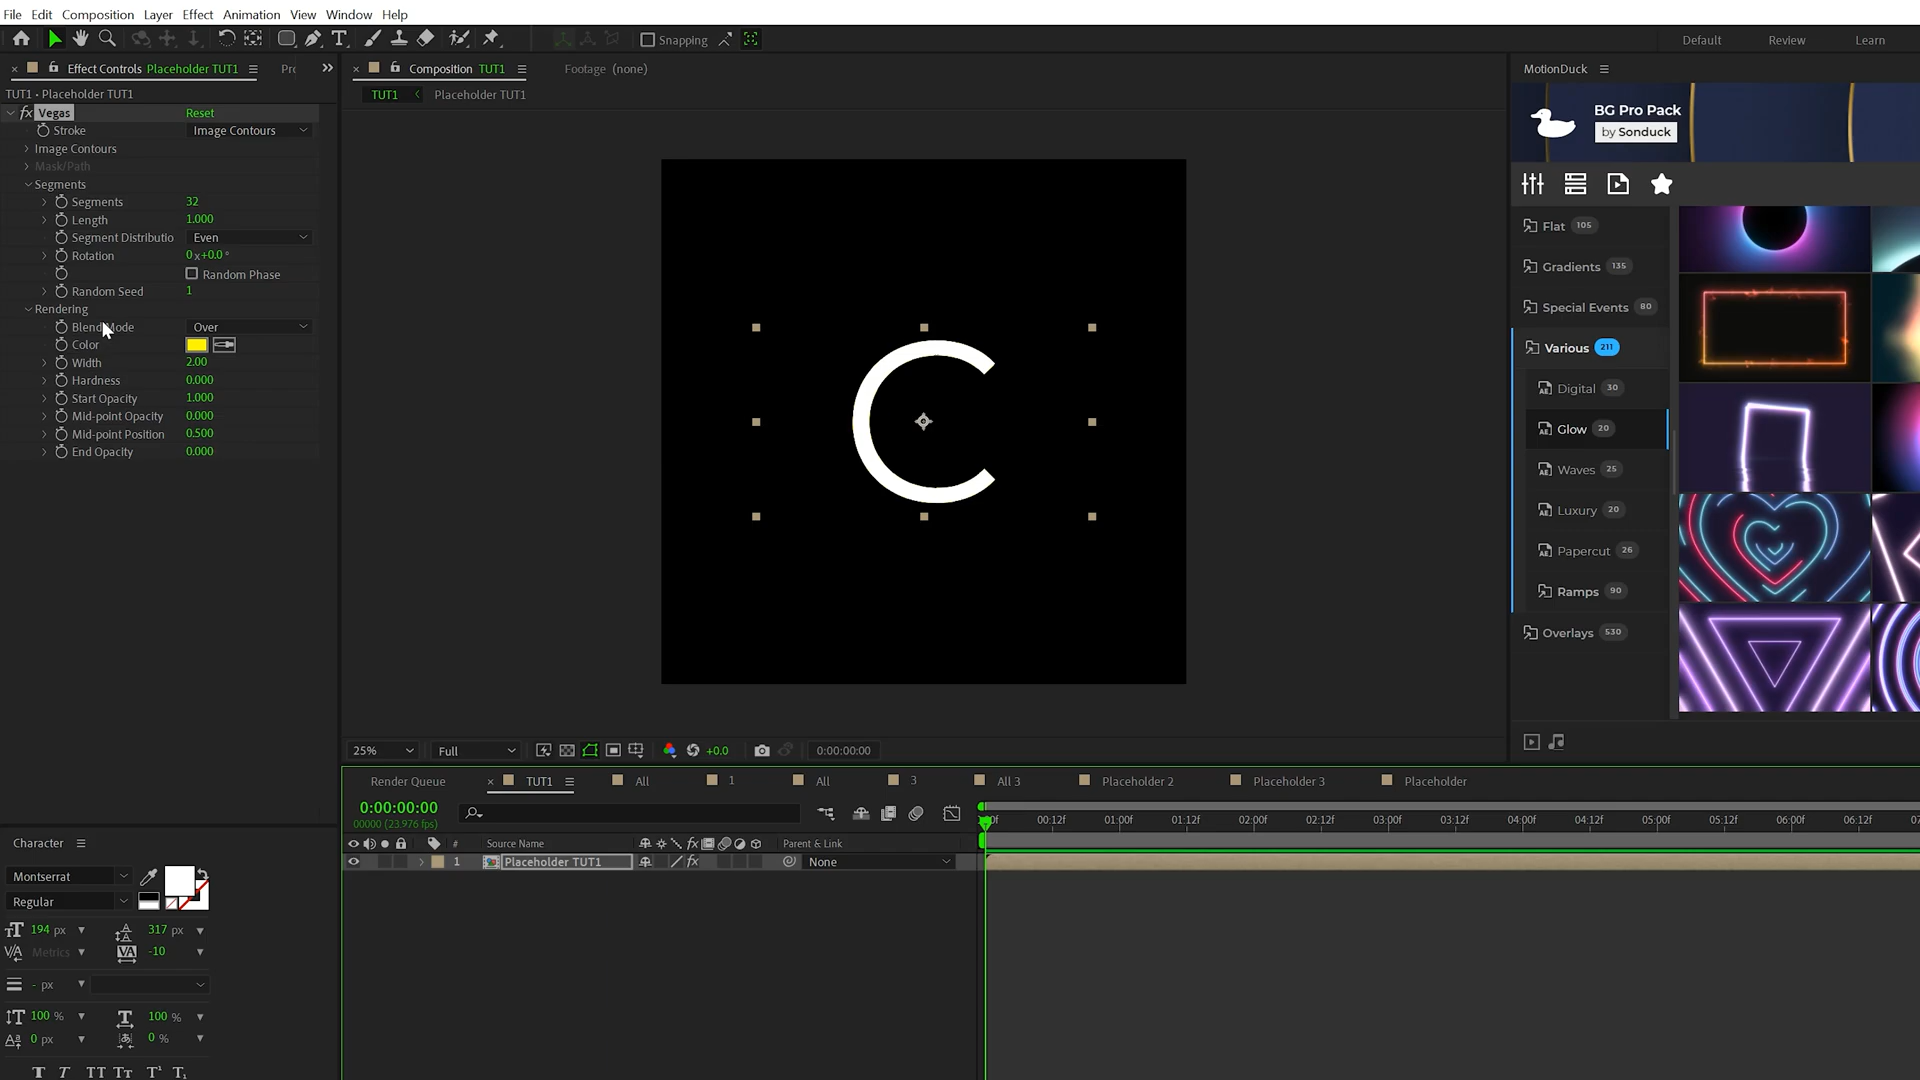 File Edit Composition Layer Effect Animation View Window Help
Snapping
Default Review Learn
Effect Controls Placeholder TUT1
Composition TUT1
Footage (none)
MotionDuck
TUT1 • Placeholder TUT1
TUT1 Placeholder TUT1
fx Vegas Reset
Stroke Image Contours
Image Contours
Mask/Path
Segments
Segments 32
Length 1.000
Segment Distributio Even
Rotation 0x+0.0°
Random Phase
Random Seed 1
Rendering
Blend Mode Over
Color
Width 2.00
Hardness 0.000
Start Opacity 1.000
Mid-point Opacity 0.000
Mid-point Position 0.500
End Opacity 0.000
C
BG Pro Pack
by Sonduck
Flat 105
Gradients 135
Special Events 80
Various 211
Digital 30
Glow 20
Waves 25
Luxury 20
Papercut 26
Ramps 90
Overlays 530
25% Full +0.0 0:00:00:00
Render Queue TUT1 All 1 All 3 All 3 Placeholder 2 Placeholder 3 Placeholder
0:00:00:00
00000 (23.976 fps)
00:12f 01:00f 01:12f 02:00f 02:12f 03:00f 03:12f 04:00f 04:12f 05:00f 05:12f 06:00f 06:12f
# Source Name fx Parent & Link
1 Placeholder TUT1 fx None
Character
Montserrat
Regular
194 px 317 px
Metrics -10
- px
100 % 100 %
0 px 0 %
T T TT Tt T¹ T₁